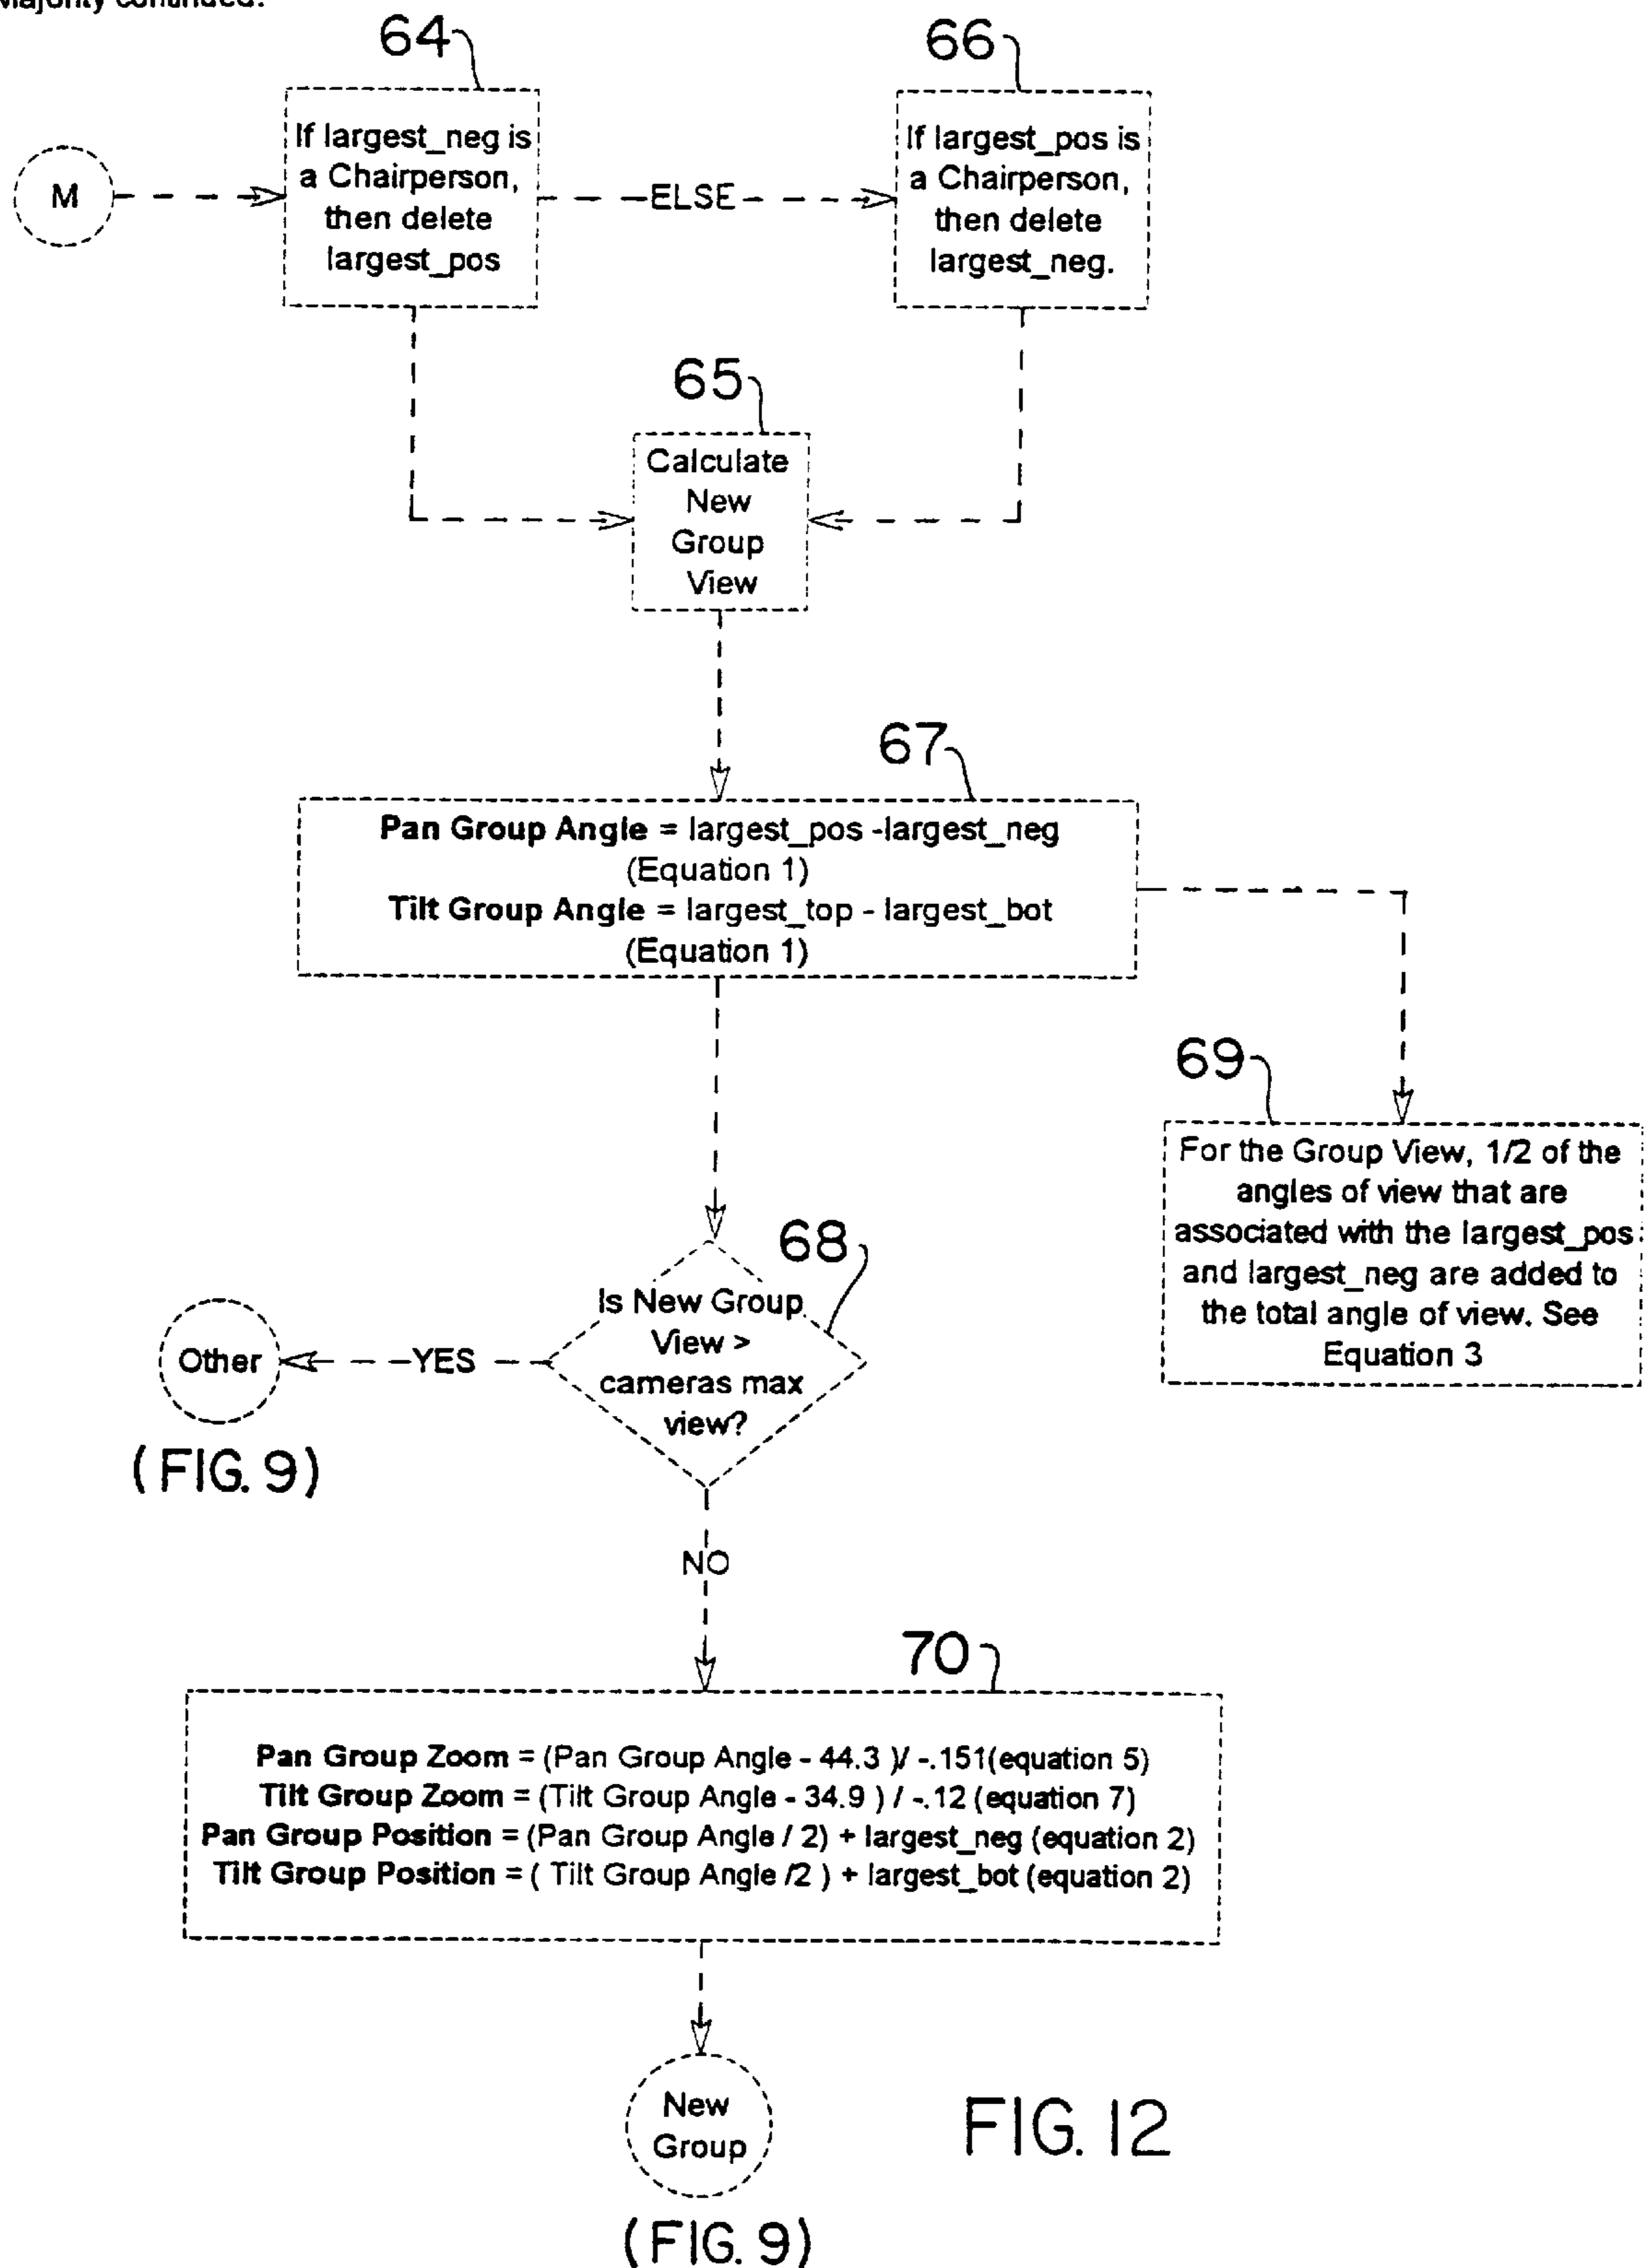 Majority continued.
64
66
M
If largest_neg is
a Chairperson,
then delete
largest_pos
ELSE
If largest_pos is
a Chairperson,
then delete
largest_neg.
65
Calculate
New
Group
View
67
Pan Group Angle = largest_pos -largest_neg
(Equation 1)
Tilt Group Angle = largest_top - largest_bot
(Equation 1)
69
For the Group View, 1/2 of the
angles of view that are
associated with the largest_pos
and largest_neg are added to
the total angle of view. See
Equation 3
68
Is New Group
View >
cameras max
view?
YES
Other
(FIG. 9)
NO
70
Pan Group Zoom = (Pan Group Angle - 44.3 )/ -.151(equation 5)
Tilt Group Zoom = (Tilt Group Angle - 34.9 ) / -.12 (equation 7)
Pan Group Position = (Pan Group Angle / 2) + largest_neg (equation 2)
Tilt Group Position = ( Tilt Group Angle /2 ) + largest_bot (equation 2)
New
Group
(FIG. 9)
FIG. 12